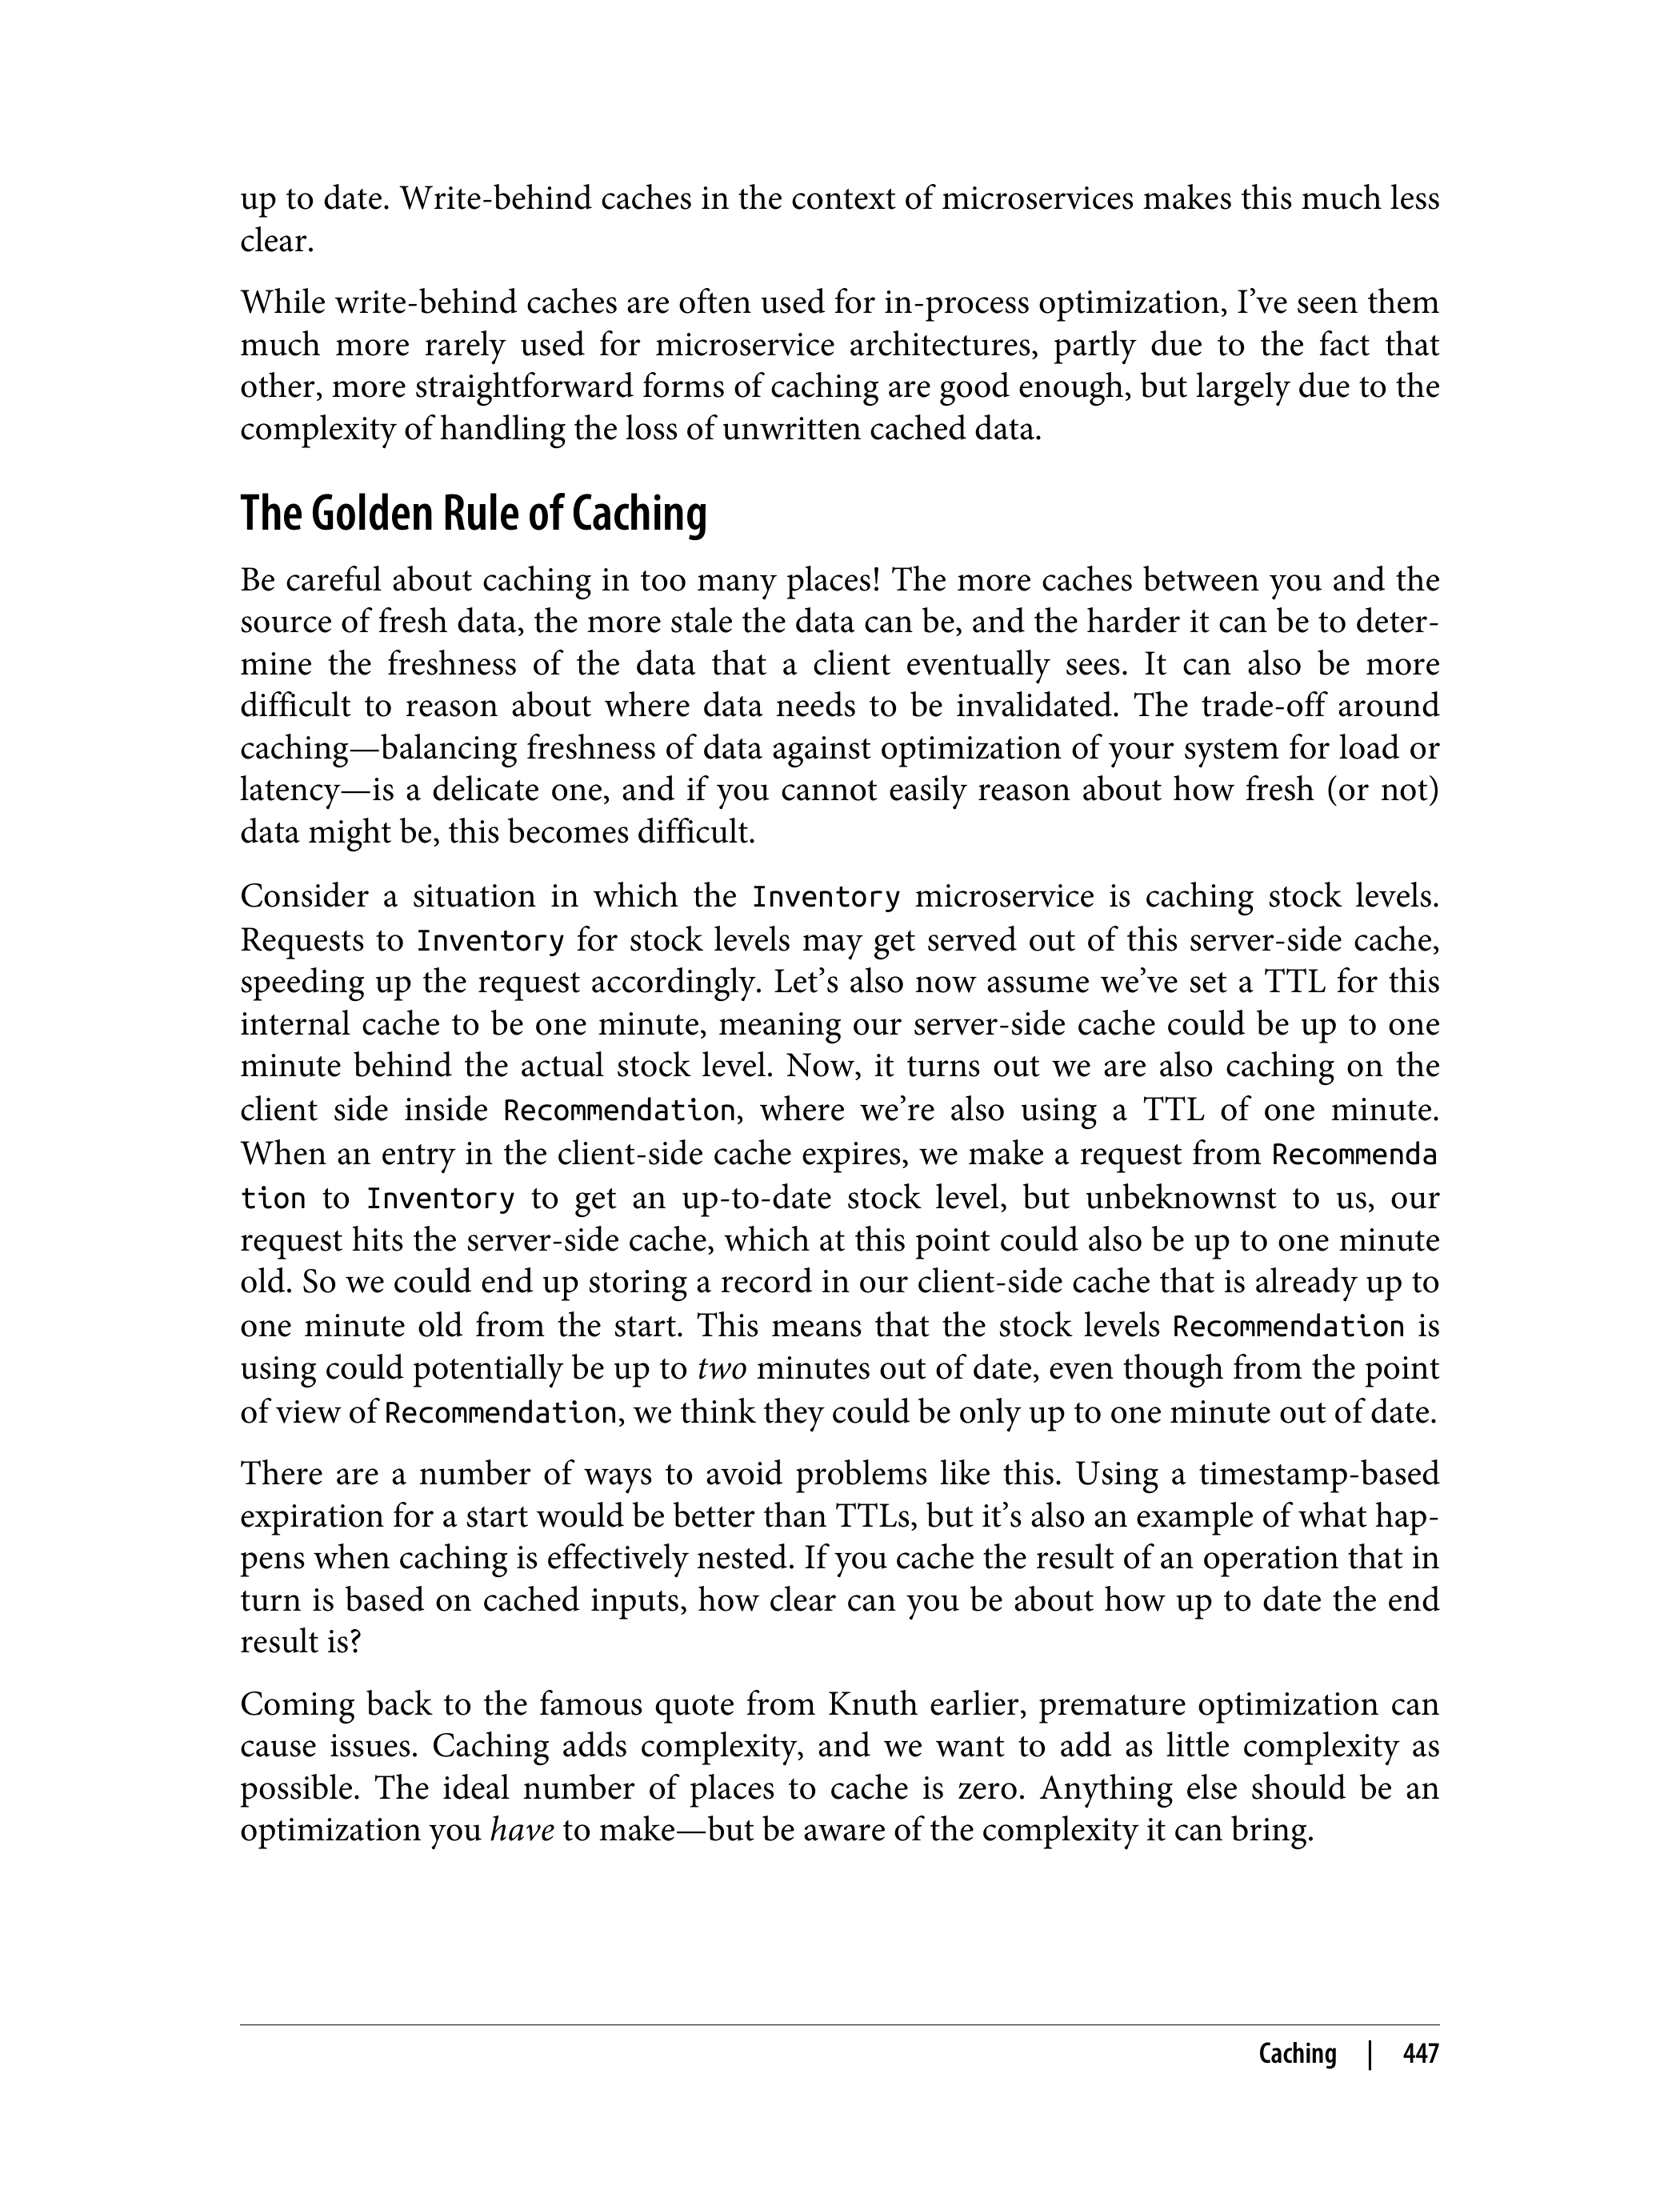 up to date. Write-behind caches in the context of microservices makes this much less
clear.
While write-behind caches are often used for in-process optimization, I’ve seen them
much more rarely used for microservice architectures, partly due to the fact that
other, more straightforward forms of caching are good enough, but largely due to the
complexity of handling the loss of unwritten cached data.
The Golden Rule of Caching
Be careful about caching in too many places! The more caches between you and the
source of fresh data, the more stale the data can be, and the harder it can be to deter-
mine the freshness of the data that a client eventually sees. It can also be more
difficult to reason about where data needs to be invalidated. The trade-off around
caching—balancing freshness of data against optimization of your system for load or
latency—is a delicate one, and if you cannot easily reason about how fresh (or not)
data might be, this becomes difficult.
Consider a situation in which the Inventory microservice is caching stock levels.
Requests to Inventory for stock levels may get served out of this server-side cache,
speeding up the request accordingly. Let’s also now assume we’ve set a TTL for this
internal cache to be one minute, meaning our server-side cache could be up to one
minute behind the actual stock level. Now, it turns out we are also caching on the
client side inside Recommendation, where we’re also using a TTL of one minute.
When an entry in the client-side cache expires, we make a request from Recommenda
tion to Inventory to get an up-to-date stock level, but unbeknownst to us, our
request hits the server-side cache, which at this point could also be up to one minute
old. So we could end up storing a record in our client-side cache that is already up to
one minute old from the start. This means that the stock levels Recommendation is
using could potentially be up to two minutes out of date, even though from the point
of view of Recommendation, we think they could be only up to one minute out of date.
There are a number of ways to avoid problems like this. Using a timestamp-based
expiration for a start would be better than TTLs, but it’s also an example of what hap-
pens when caching is effectively nested. If you cache the result of an operation that in
turn is based on cached inputs, how clear can you be about how up to date the end
result is?
Coming back to the famous quote from Knuth earlier, premature optimization can
cause issues. Caching adds complexity, and we want to add as little complexity as
possible. The ideal number of places to cache is zero. Anything else should be an
optimization you have to make—but be aware of the complexity it can bring.
Caching | 447